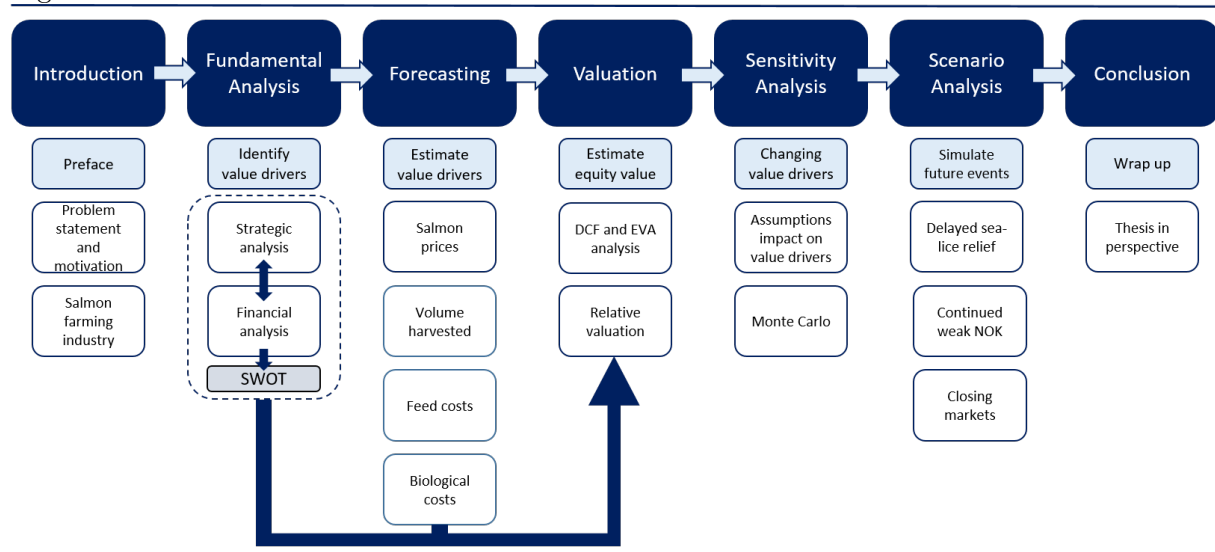 Introduction
Fundamental
Analysis
Forecasting
Valuation
Sensitivity
Analysis
Scenario
Analysis
Conclusion
Preface
Identify
value drivers
Estimate
value drivers
Estimate
equity value
Changing
value drivers
Simulate
future events
Wrap up
Problem
statement
and
motivation
Strategic
analysis
Salmon
prices
DCF and EVA
analysis
Assumptions
impact on
value drivers
Delayed sea-
lice relief
Thesis in
perspective
Salmon
farming
industry
Financial
analysis
Volume
harvested
Relative
valuation
Monte Carlo
Continued
weak NOK
SWOT
Feed costs
Closing
markets
Biological
costs